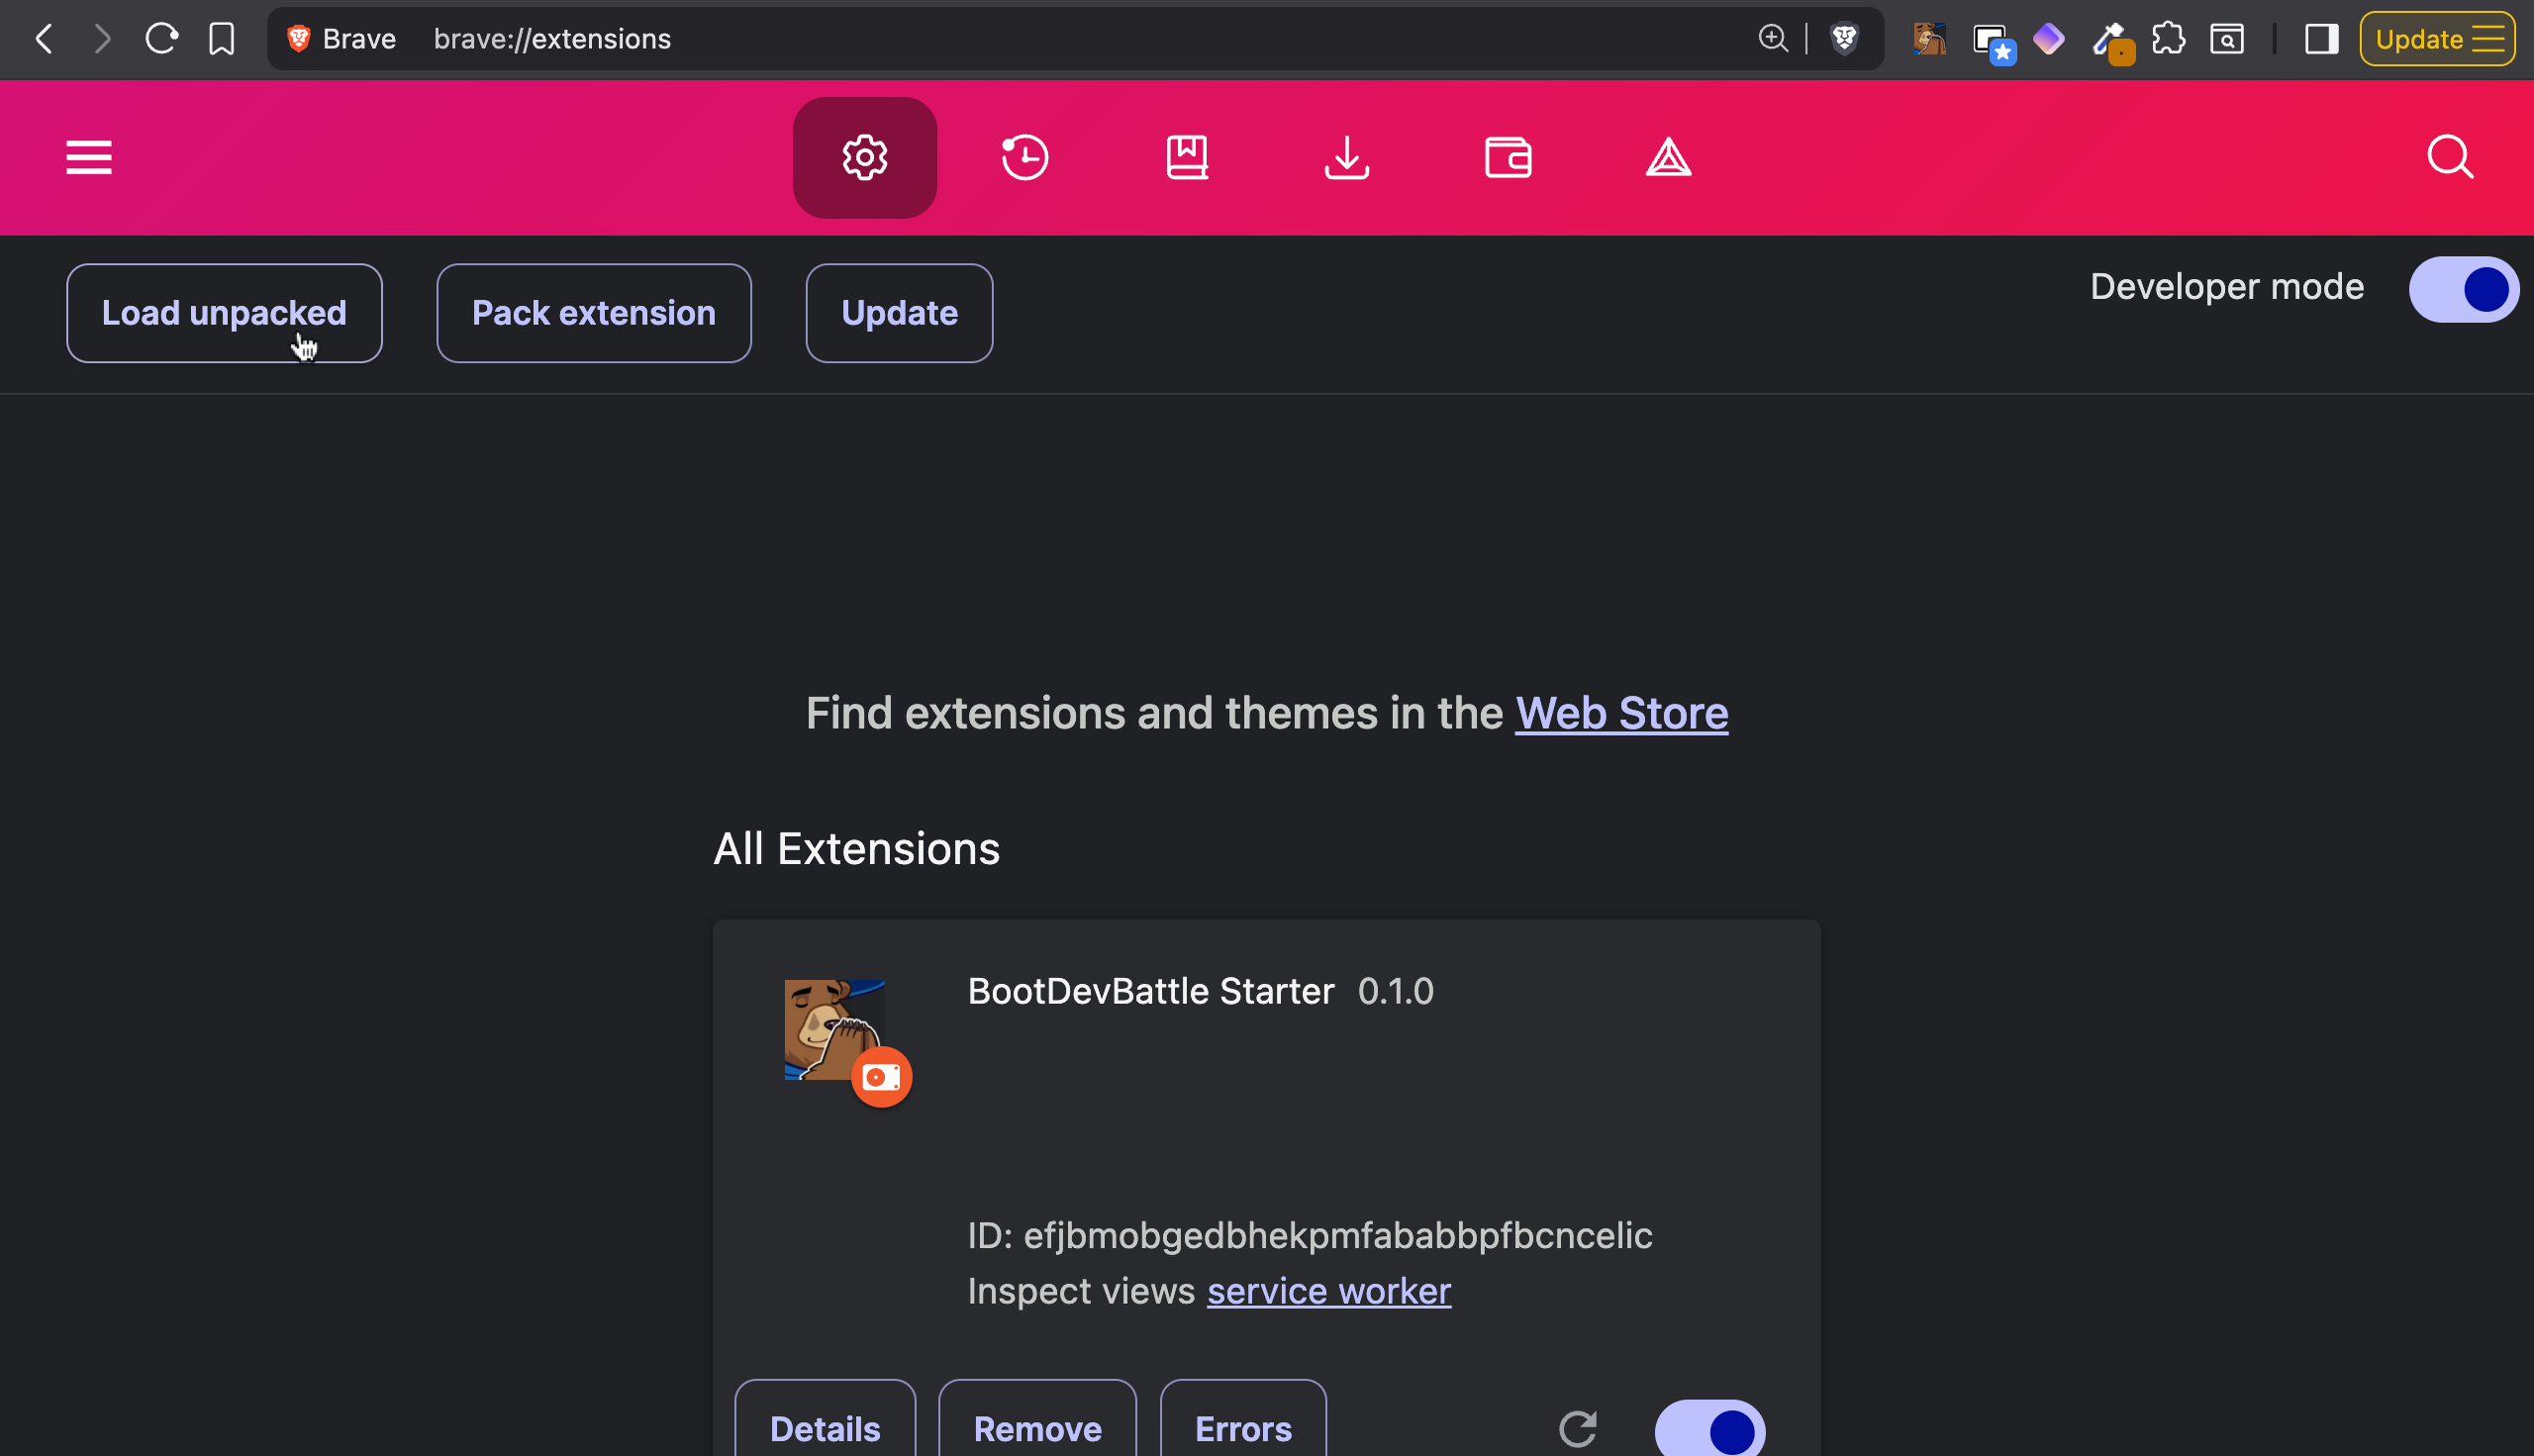 Brave brave://extensions
Update
Load unpacked
Pack extension
Update
Developer mode
Find extensions and themes in the Web Store
All Extensions
BootDevBattle Starter 0.1.0
ID: efjbmobgedbhekpmfababbpfbcncelic
Inspect views service worker
Details
Remove
Errors